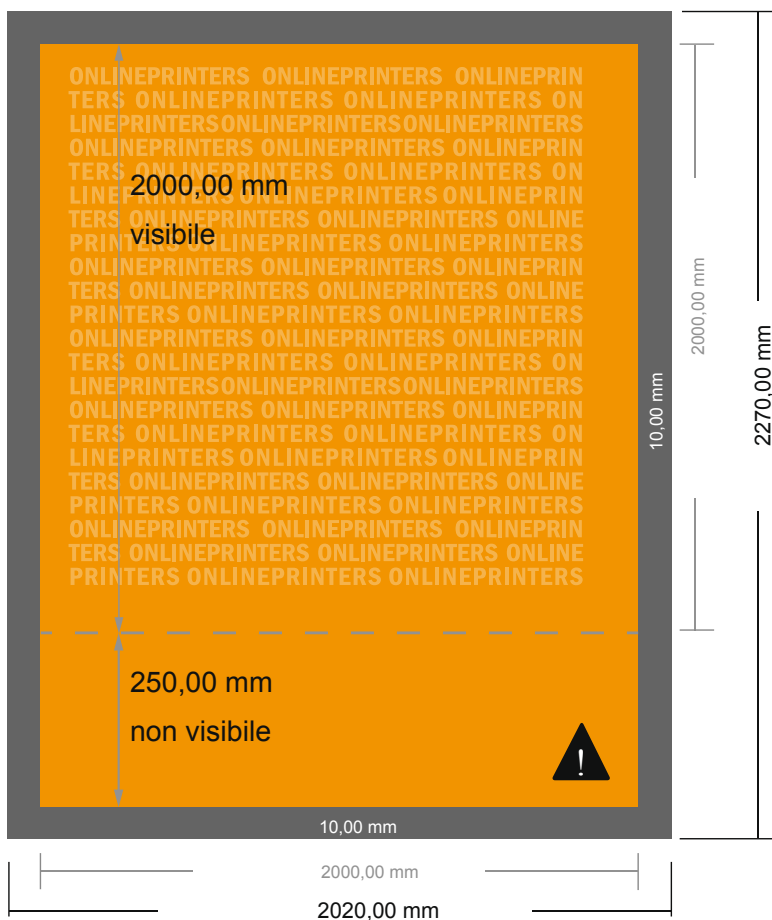 ONLINEPRINTERS ONLINEPRINTERS ONLINEPRIN
TERS ONLINEPRINTERS ONLINEPRINTERS ON
LINEPRINTERSONLINEPRINTERSONLINEPRINTERS
ONLINEPRINTERS ONLINEPRINTERS ONLINEPRIN
TERS ONLINEPRINTERS ONLINEPRINTERS ON
2000,00 mm
LINEPRINTERS ONLINEPRINTERS ONLINEPRIN
TERS ONLINEPRINTERS ONLINEPRINTERS ONLINE
visibile
PRINTERS ONLINEPRINTERS ONLINEPRINTERS
ONLINEPRINTERS ONLINEPRINTERS ONLINEPRIN
TERS ONLINEPRINTERS ONLINEPRINTERS ONLINE
PRINTERS ONLINEPRINTERS ONLINEPRINTERS
ONLINEPRINTERS ONLINEPRINTERS ONLINEPRIN
TERS ONLINEPRINTERS ONLINEPRINTERS ON
LINEPRINTERSONLINEPRINTERSONLINEPRINTERS
ONLINEPRINTERS ONLINEPRINTERS ONLINEPRIN
TERS ONLINEPRINTERS ONLINEPRINTERS ON
LINEPRINTERS ONLINEPRINTERS ONLINEPRIN
TERS ONLINEPRINTERS ONLINEPRINTERS ONLINE
PRINTERS ONLINEPRINTERS ONLINEPRINTERS
ONLINEPRINTERS ONLINEPRINTERS ONLINEPRIN
TERS ONLINEPRINTERS ONLINEPRINTERS ONLINE
PRINTERS ONLINEPRINTERS ONLINEPRINTERS
10,00 mm
2000,00 mm
2270,00 mm
250,00 mm
non visibile
!
10,00 mm
2000,00 mm
2020,00 mm